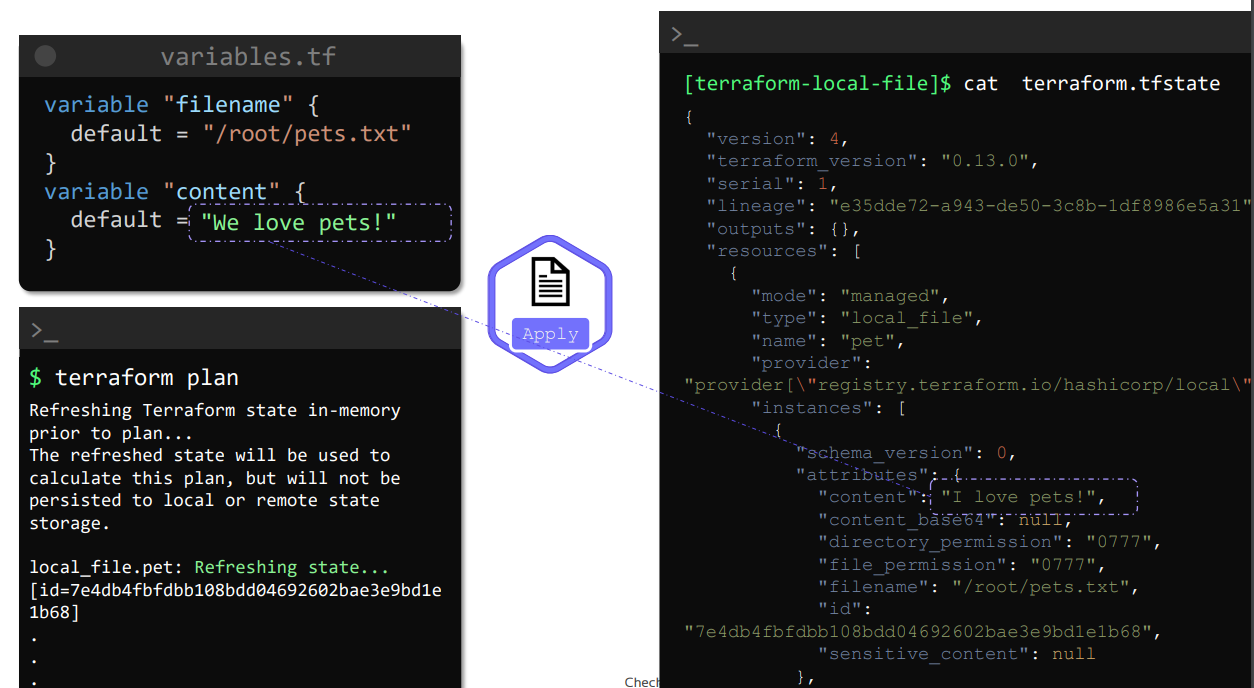 variables.tf
variable "filename" {
default = "/root/pets.txt"
}
variable "content" {
default = "We love pets!"
}
>_
$ terraform plan
Refreshing Terraform state in-memory
prior to plan...
The refreshed state will be used to
calculate this plan, but will not be
persisted to local or remote state
storage.
local_file.pet: Refreshing state...
[id=7e4db4fbfdbb108bdd04692602bae3e9bd1e
1b68]
.
.
.
Apply
>_
[terraform-local-file]$ cat terraform.tfstate
{
"version": 4,
"terraform_version": "0.13.0",
"serial": 1,
"lineage": "e35dde72-a943-de50-3c8b-1df8986e5a31"
"outputs": {},
"resources": [
{
"mode": "managed",
"type": "local_file",
"name": "pet",
"provider":
"provider[\"registry.terraform.io/hashicorp/local\"
"instances": [
{
"schema_version": 0,
"attributes": {
"content": "I love pets!",
"content_base64": null,
"directory_permission": "0777",
"file_permission": "0777",
"filename": "/root/pets.txt",
"id":
"7e4db4fbfdbb108bdd04692602bae3e9bd1e1b68",
"sensitive_content": null
},